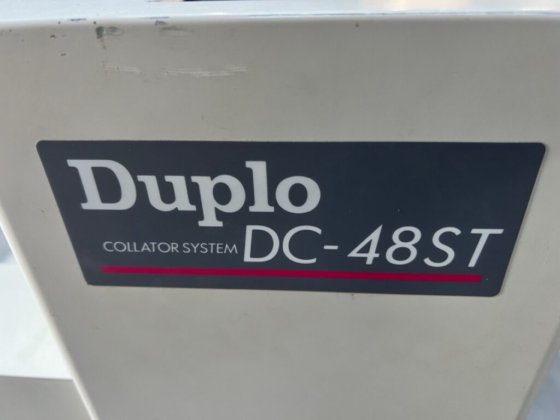 Duplo
COLLATOR SYSTEM DC-48ST